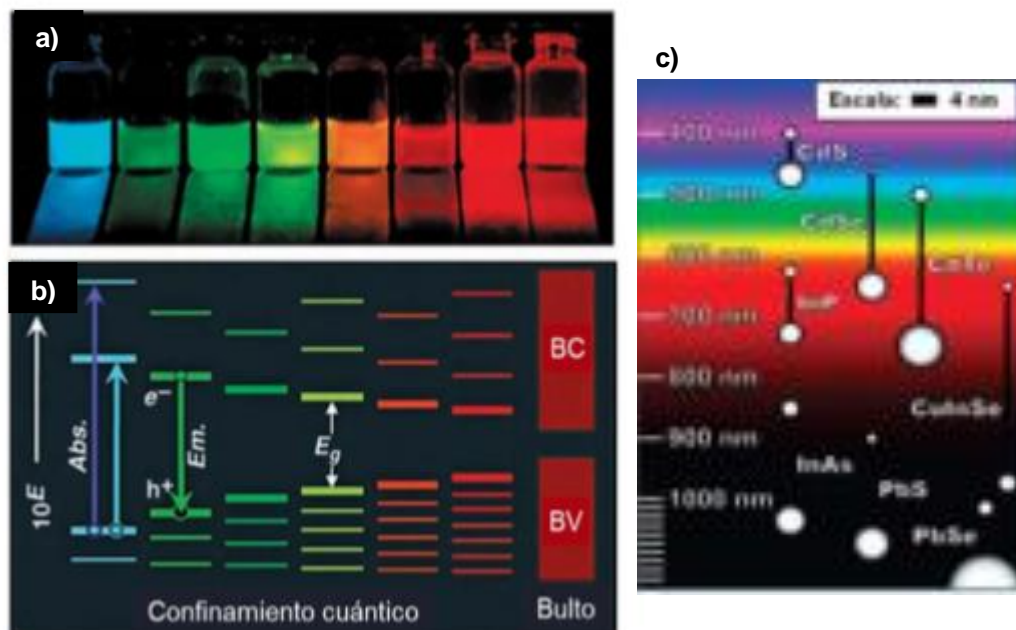 a)
b)
10E
Abs.
e⁻
Em.
h⁺
E_g
BC
BV
Confinamiento cuántico
Bulto
c)
Escala: 4 nm
400 nm
CdS
500 nm
CdSe
CdTe
600 nm
InP
700 nm
800 nm
CuInSe
900 nm
InAs
PbS
1000 nm
PbSe